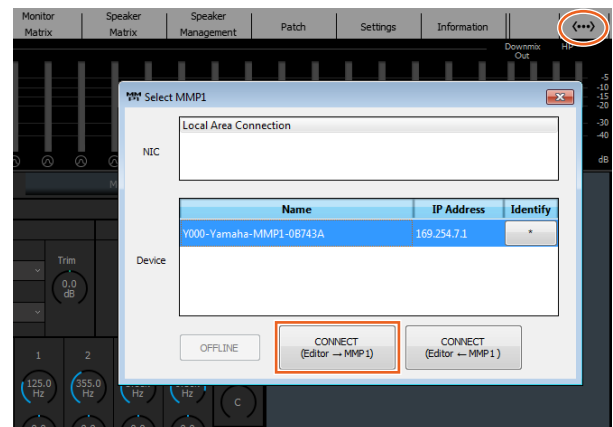 Monitor Matrix
Speaker Matrix
Speaker Management
Patch
Settings
Information
Downmix Out
HP
-5
-10
-15
-20
-30
-40
dB
Select MMP1
NIC
Local Area Connection
Name
IP Address
Identify
Device
Y000-Yamaha-MMP1-0B743A
169.254.7.1
*
OFFLINE
CONNECT
(Editor → MMP1)
CONNECT
(Editor ← MMP1)
Trim
0.0
dB
1
2
125.0
Hz
355.0
Hz
Hz
Hz
C